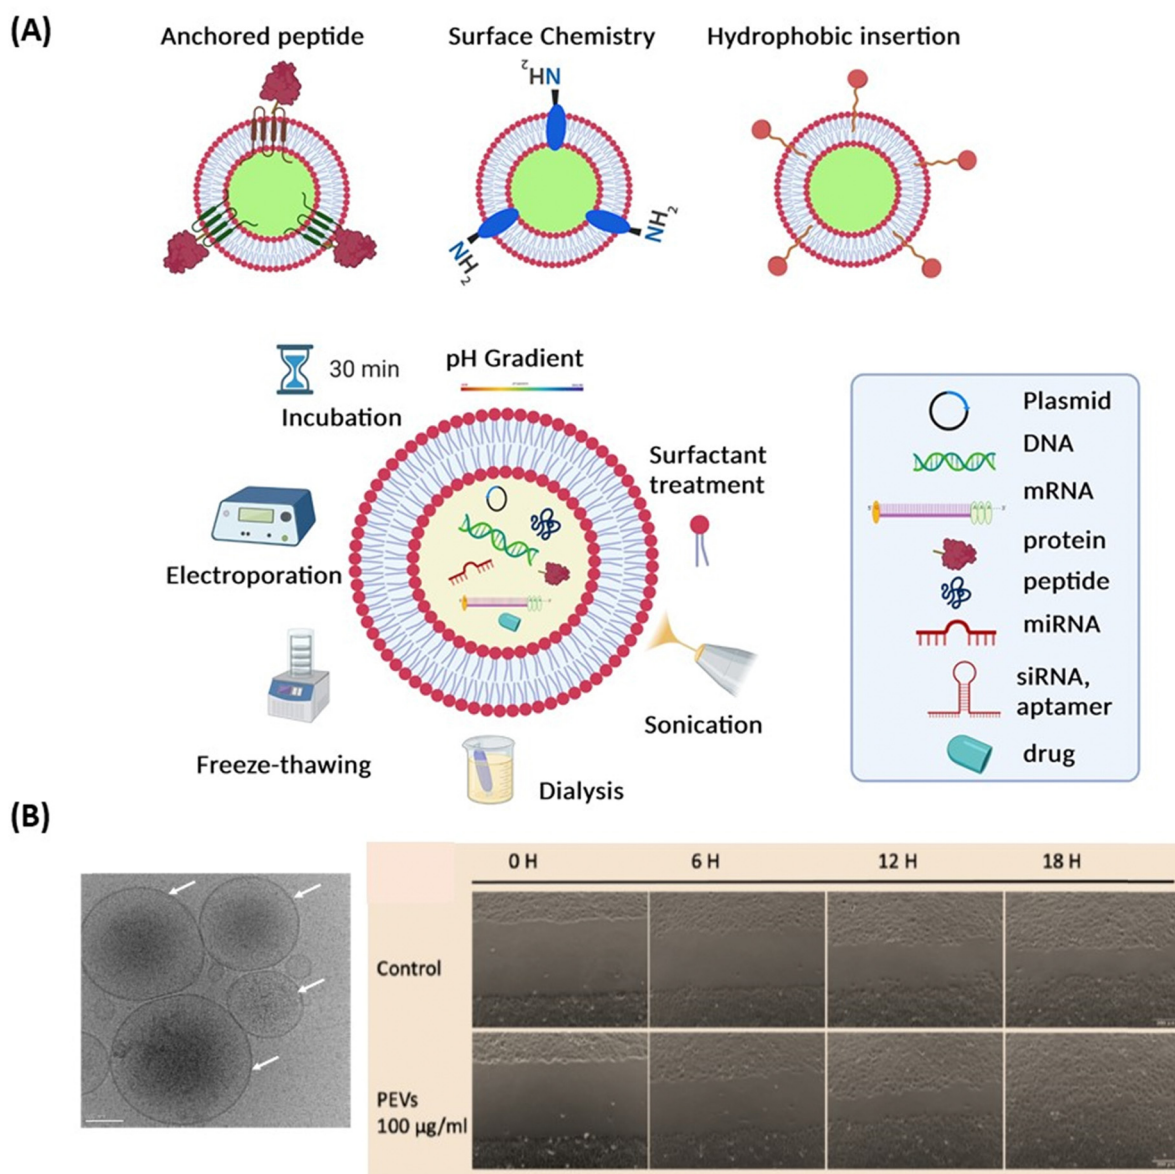 (A)
Anchored peptide
Surface Chemistry
Hydrophobic insertion
NH2
NH2
NH2
30 min
Incubation
pH Gradient
Surfactant
treatment
Electroporation
Sonication
Freeze-thawing
Dialysis
Plasmid
DNA
mRNA
protein
peptide
miRNA
siRNA,
aptamer
drug
(B)
0 H
6 H
12 H
18 H
Control
PEVs
100 µg/ml